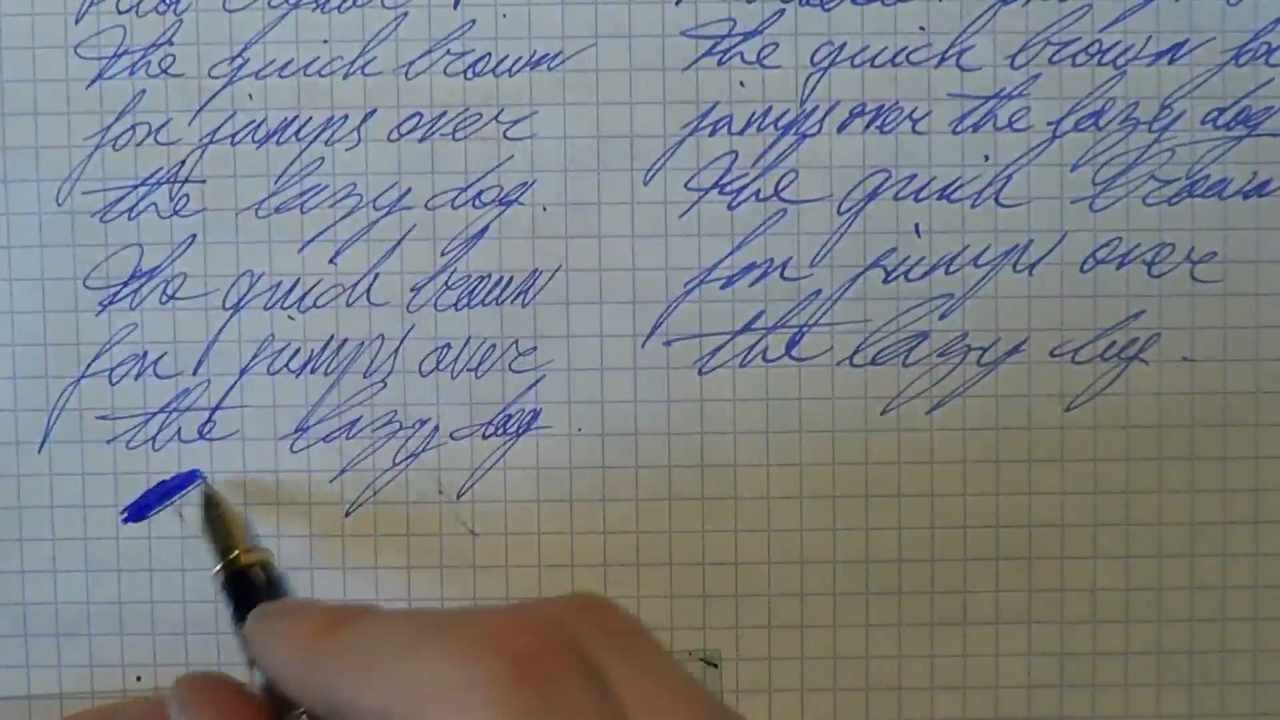 The quick brown
fox jumps over
the lazy dog.
The quick brown
fox jumps over
the lazy dog.
The quick brown fox
jumps over the lazy dog
The quick brown
fox jumps over
the lazy dog.